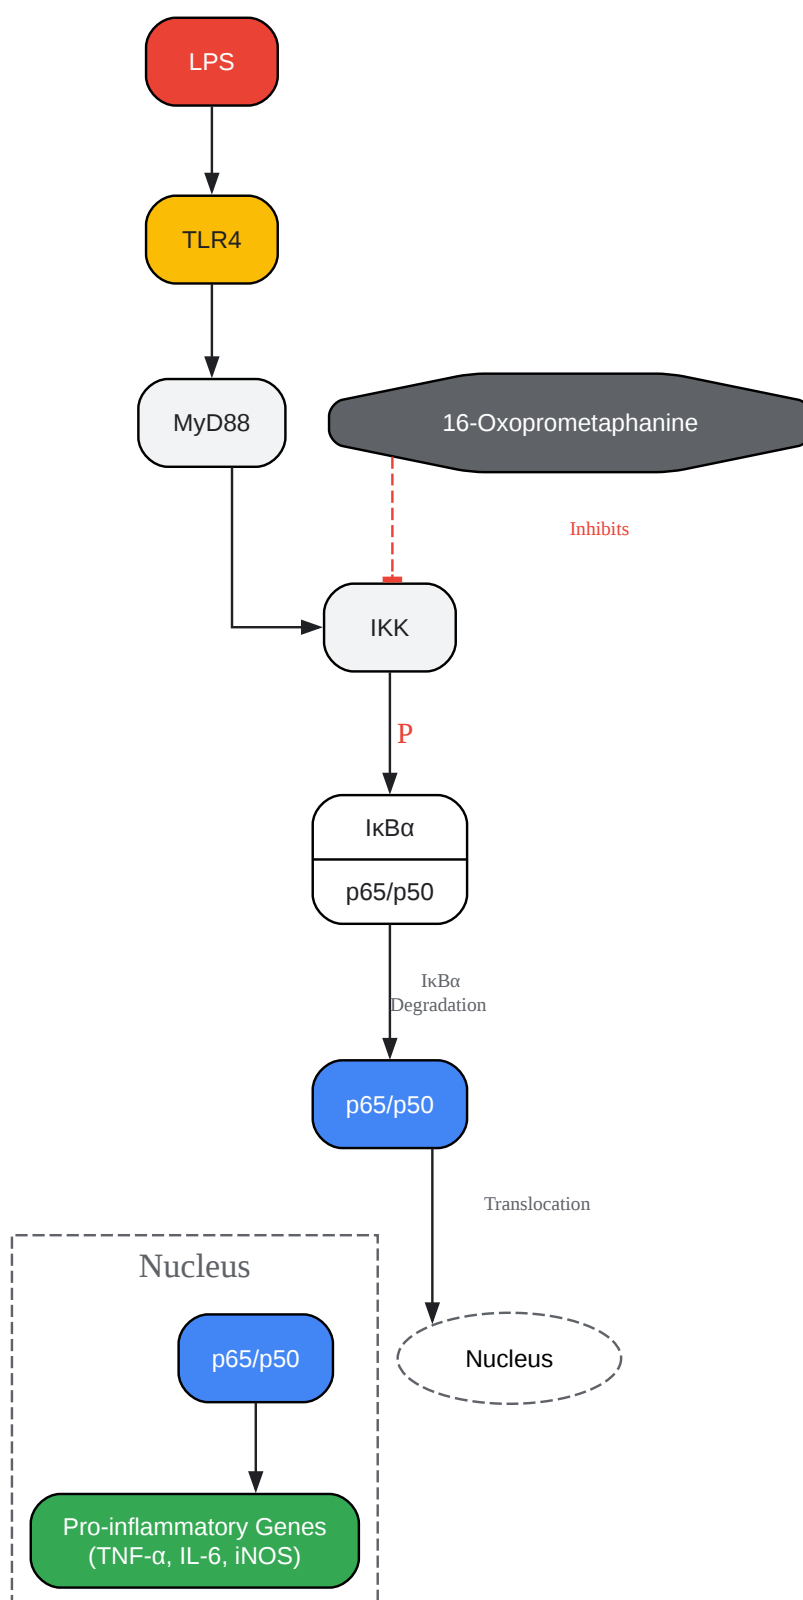 LPS
TLR4
MyD88
16-Oxoprometaphanine
Inhibits
IKK
P
IκBα
p65/p50
IκBα
Degradation
p65/p50
Translocation
Nucleus
p65/p50
Nucleus
Pro-inflammatory Genes
(TNF-α, IL-6, iNOS)